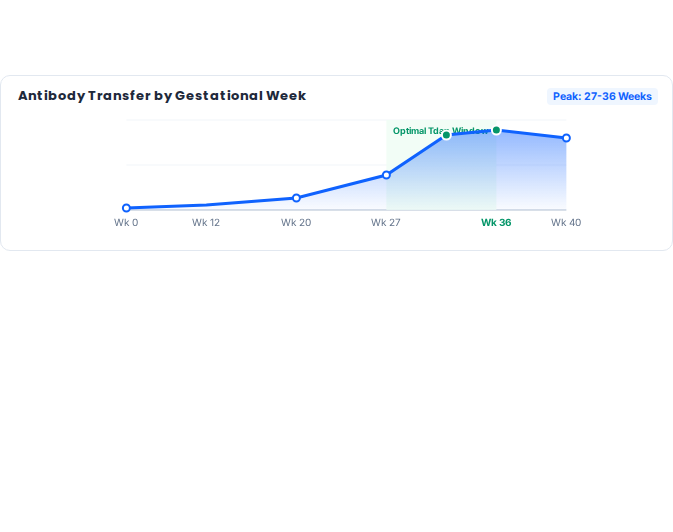 Antibody Transfer by Gestational Week
Peak: 27-36 Weeks
Optimal Tdap Window
Wk 0 Wk 12 Wk 20 Wk 27 Wk 36 Wk 40